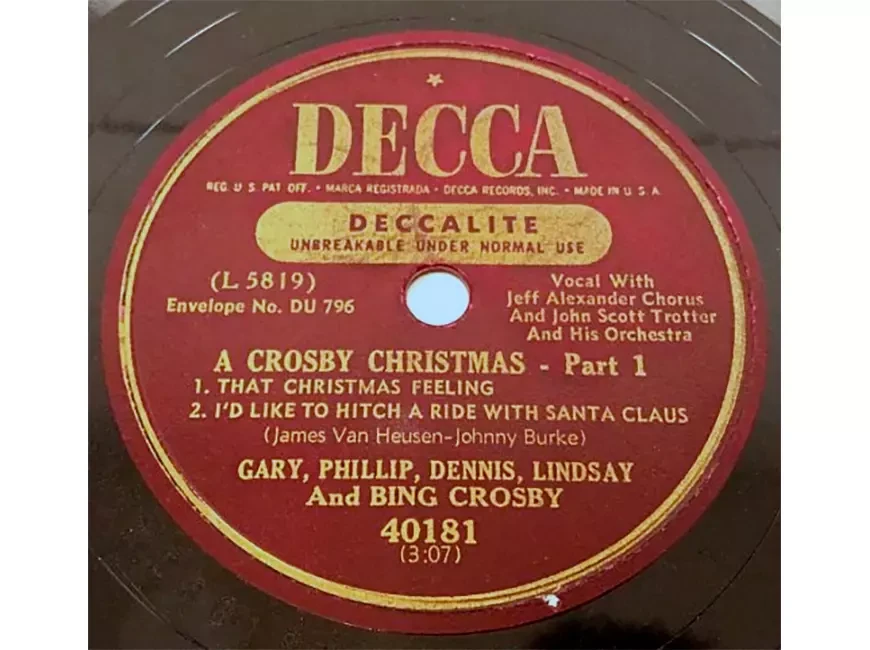 DECCA
REG. U.S. PAT. OFF. • MARCA REGISTRADA • DECCA RECORDS, INC. • MADE IN U.S.A.
DECCALITE
UNBREAKABLE UNDER NORMAL USE
(L 5819)
Envelope No. DU 796
Vocal With
Jeff Alexander Chorus
And John Scott Trotter
And His Orchestra
A CROSBY CHRISTMAS - Part 1
1. THAT CHRISTMAS FEELING
2. I'D LIKE TO HITCH A RIDE WITH SANTA CLAUS
(James Van Heusen-Johnny Burke)
GARY, PHILLIP, DENNIS, LINDSAY
And BING CROSBY
40181
(3:07)